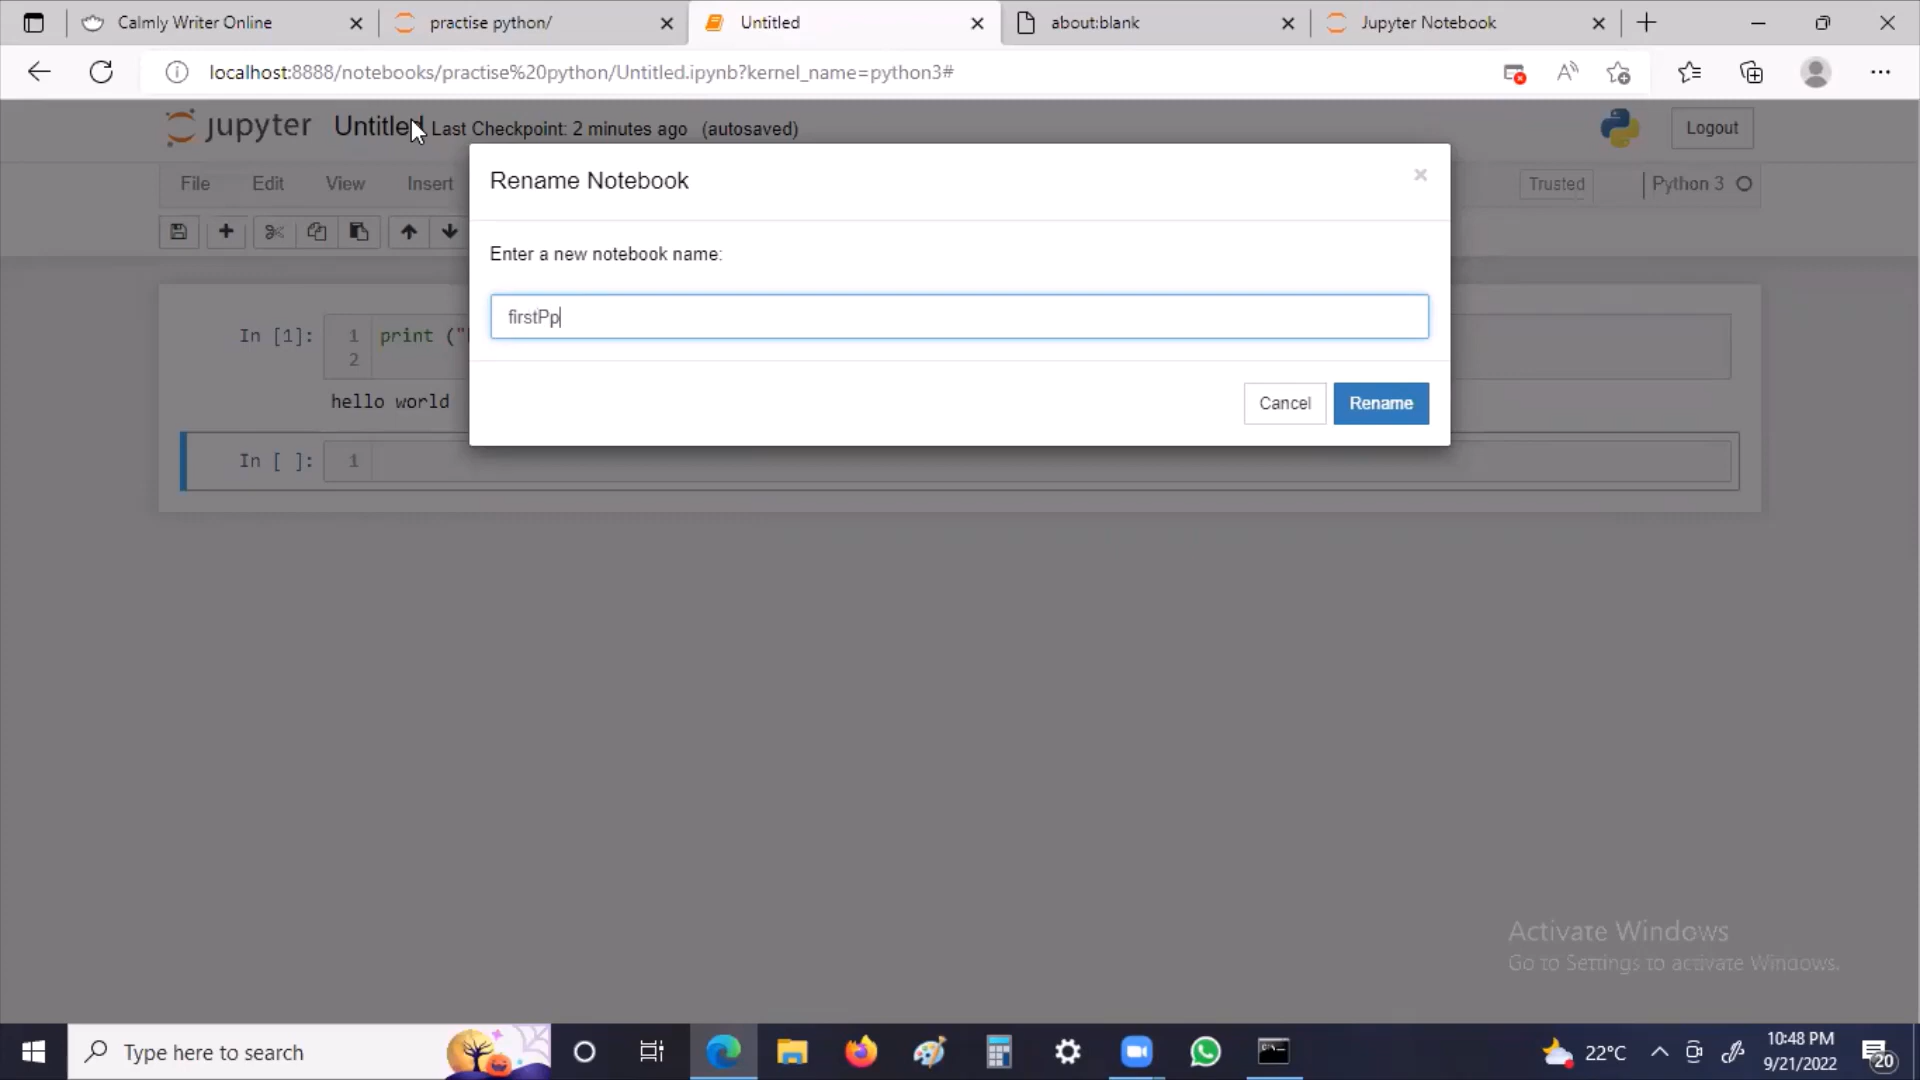 Calmly Writer Online
practise python/
Untitled
about:blank
Jupyter Notebook
localhost:8888/notebooks/practise%20python/Untitled.ipynb?kernel_name=python3#
jupyter Untitled Last Checkpoint: 2 minutes ago (autosaved)
Logout
File Edit View Insert
Trusted
Python 3
Rename Notebook
Enter a new notebook name:
firstPp
Cancel
Rename
In [1]:
1 print ("
2
hello world
In [ ]:
1
Activate Windows
Go to Settings to activate Windows.
Type here to search
22°C
10:48 PM
9/21/2022
20